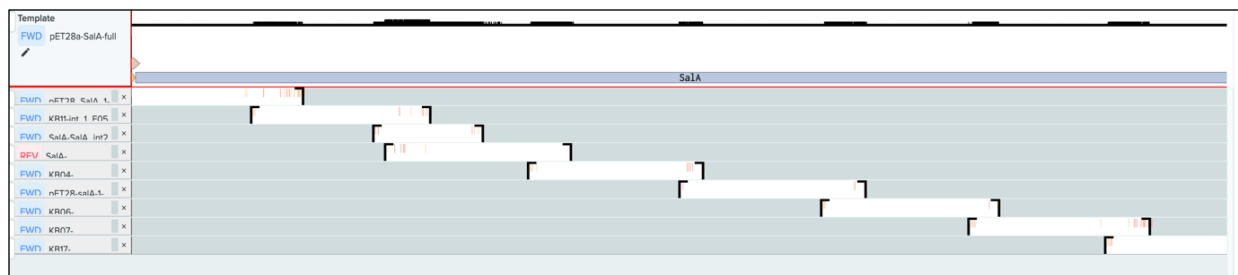 Template
FWD pET28a-SalA-full
SalA
FWD pET28_SalA_1- ×
FWD KB11-int_1_F05 ×
FWD SalA-SalA_int2 ×
REV SalA- ×
FWD KB04- ×
FWD pET28-salA-1- ×
FWD KB06- ×
FWD KB07- ×
FWD KB17- ×